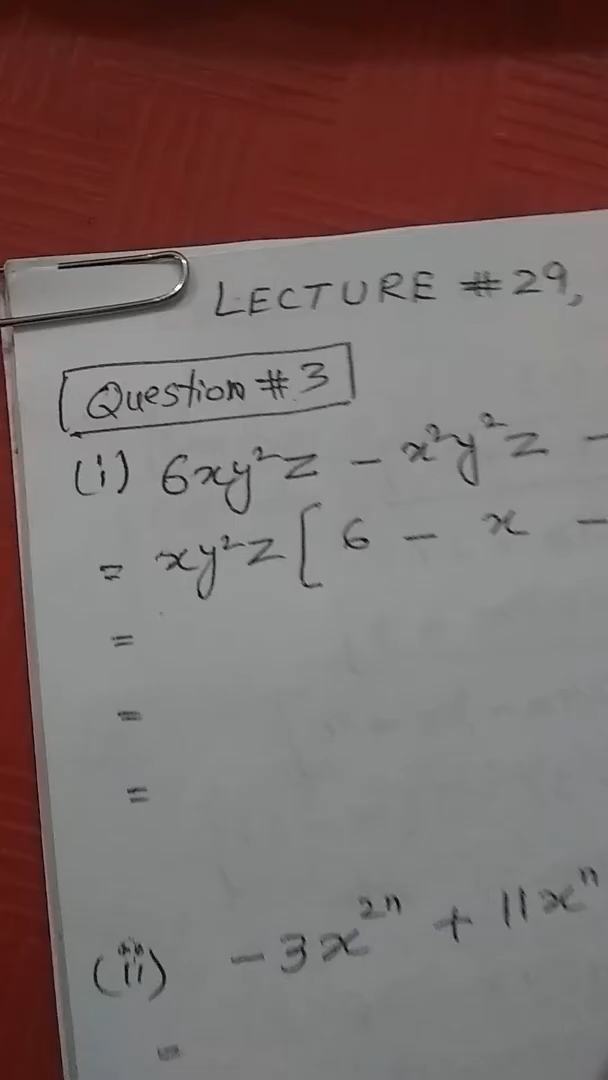 LECTURE #29,
Question #3
(i) 6xy²z - x²y²z -
= xy²z[ 6 - x -
=
=
=
(ii) -3x²ⁿ + 11xⁿ
=